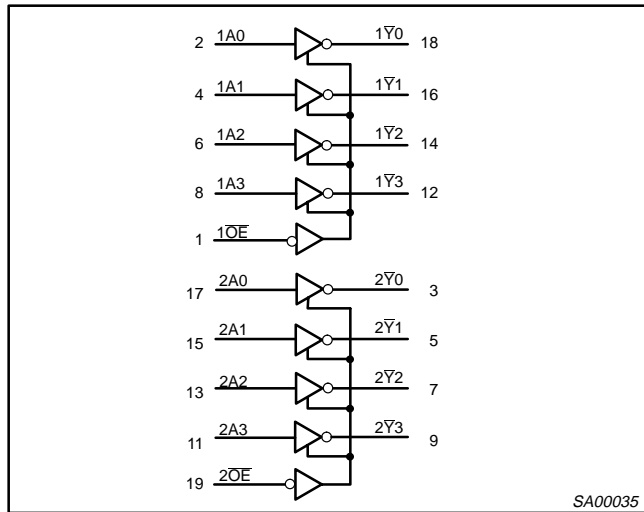 2 1A0 1Y̅0 18
4 1A1 1Y̅1 16
6 1A2 1Y̅2 14
8 1A3 1Y̅3 12
1 1O̅E̅
17 2A0 2Y̅0 3
15 2A1 2Y̅1 5
13 2A2 2Y̅2 7
11 2A3 2Y̅3 9
19 2O̅E̅
SA00035